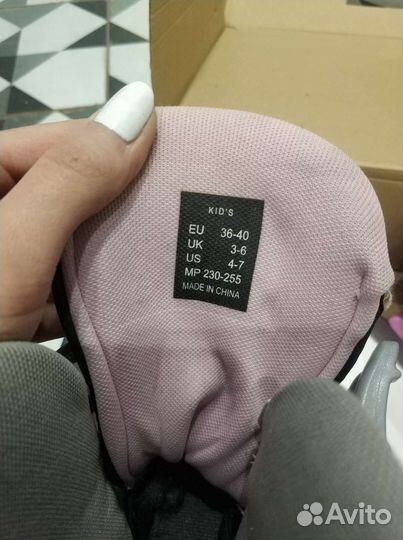 KID'S
EU 36-40
UK 3-6
US 4-7
MP 230-255
MADE IN CHINA
Avito